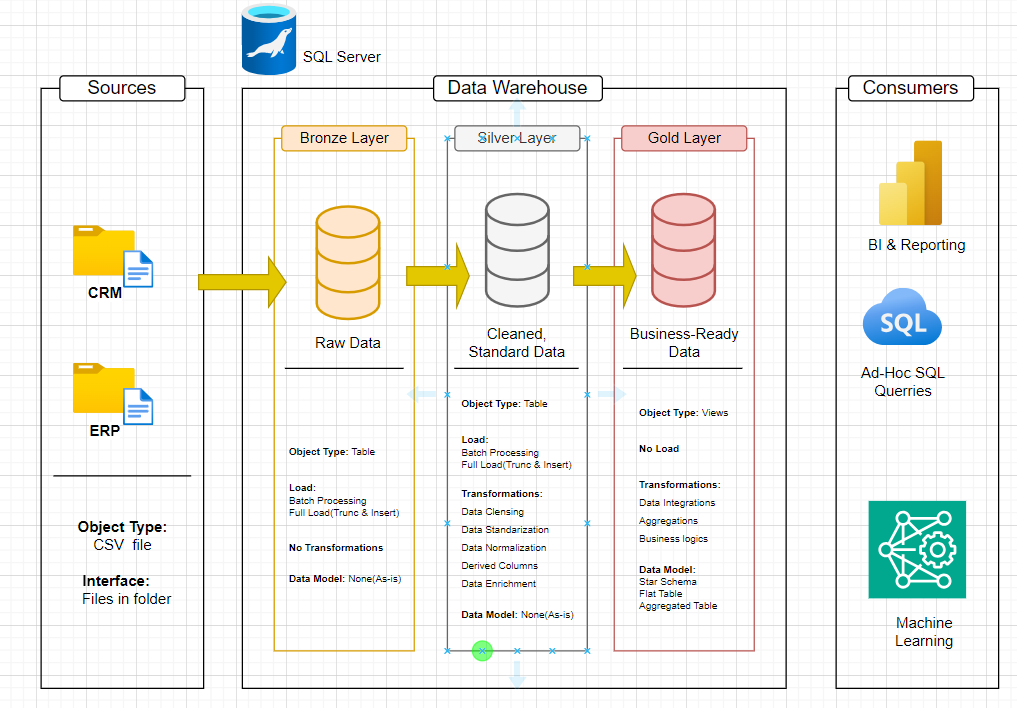 SQL Server
Sources
Data Warehouse
Consumers
CRM
ERP
Object Type:
CSV file
Interface:
Files in folder
Bronze Layer
Raw Data
Object Type: Table
Load:
Batch Processing
Full Load(Trunc & Insert)
No Transformations
Data Model: None(As-is)
Silver Layer
Cleaned,
Standard Data
Object Type: Table
Load:
Batch Processing
Full Load(Trunc & Insert)
Transformations:
Data Clensing
Data Standarization
Data Normalization
Derived Columns
Data Enrichment
Data Model: None(As-is)
Gold Layer
Business-Ready
Data
Object Type: Views
No Load
Transformations:
Data Integrations
Aggregations
Business logics
Data Model:
Star Schema
Flat Table
Aggregated Table
BI & Reporting
SQL
Ad-Hoc SQL
Querries
Machine
Learning